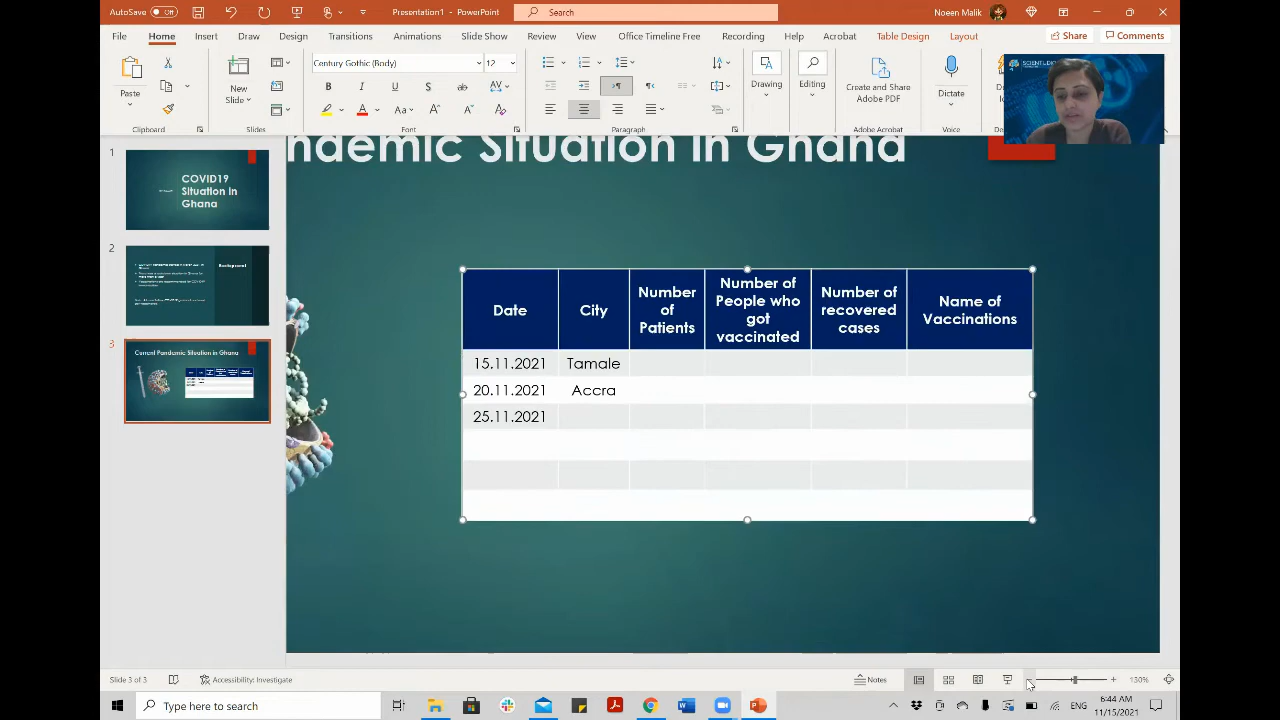 AutoSave Off Presentation1 - PowerPoint Search Noeen Malik
File Home Insert Draw Design Transitions Animations Slide Show Review View Office Timeline Free Recording Help Acrobat Table Design Layout Share Comments
Century Gothic (Body) 12
Paste New Slide Drawing Editing Create and Share Adobe PDF Dictate
Clipboard Slides Font Paragraph Adobe Acrobat Voice
1
COVID19
Situation in
Ghana
2
Background
3
Current Pandemic Situation in Ghana
ndemic Situation in Ghana
Date City Number of Patients Number of People who got vaccinated Number of recovered cases Name of Vaccinations
15.11.2021 Tamale
20.11.2021 Accra
25.11.2021
Slide 3 of 3 Accessibility: Investigate Notes 130%
Type here to search ENG 6:44 AM
11/15/2021